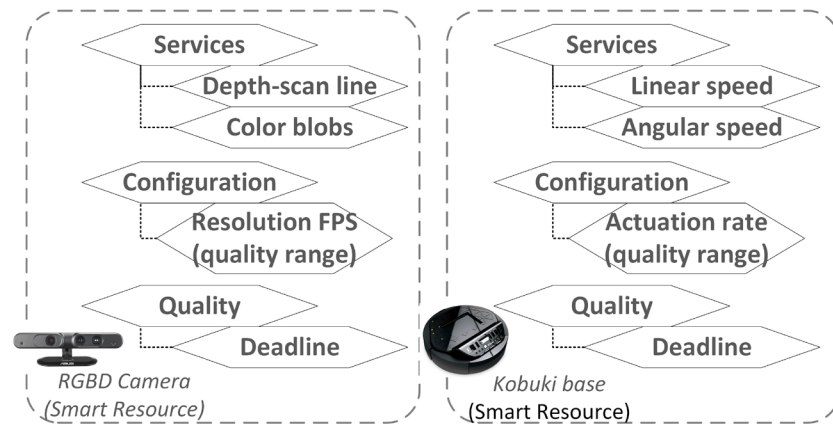 Services
Depth-scan line
Color blobs
Configuration
Resolution FPS
(quality range)
Quality
Deadline
RGBD Camera
(Smart Resource)
Services
Linear speed
Angular speed
Configuration
Actuation rate
(quality range)
Quality
Deadline
Kobuki base
(Smart Resource)